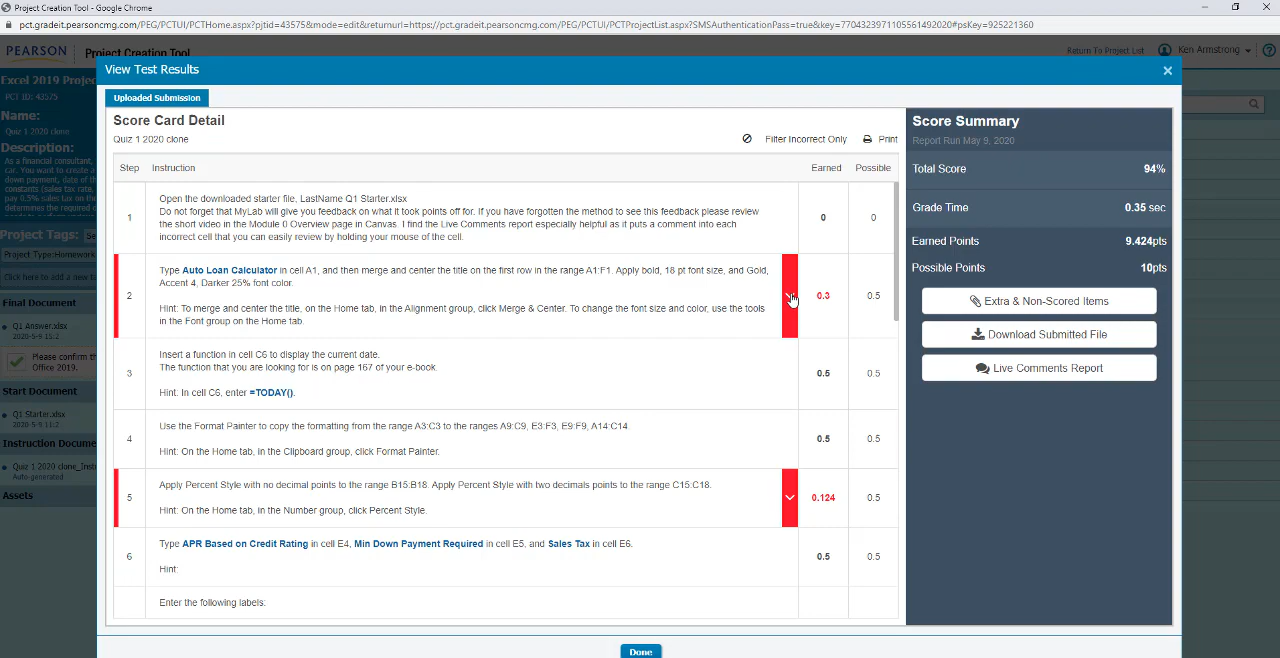 Project Creation Tool - Google Chrome
pct.gradeit.pearsoncmg.com/PEG/PCTUI/PCTHome.aspx?pjtid=43575&mode=edit&returnurl=https://pct.gradeit.pearsoncmg.com/PEG/PCTUI/PCTProjectList.aspx?SMSAuthenticationPass=true&key=7704323971105561492020#psKey=925221360
PEARSON Project Creation Tool Return To Project List Ken Armstrong
View Test Results
Excel 2019 Projec
PCT ID: 43575
Name:
Quiz 1 2020 clone
Description:
As a financial consultant,
car. You want to create a
down payment, date of th
constants (sales tax rate,
pay 0.5% sales tax on the
determines the required d
Project Tags: Se
Project Type:Homework
Click here to add a new ta
Final Document
Q1 Answer.xlsx
2020-5-9 15:2
Please confirm th
Office 2019.
Start Document
Q1 Starter.xlsx
2020-5-9 11:2
Instruction Docume
Quiz 1 2020 clone_Inst
Auto-generated
Assets
Uploaded Submission
Score Card Detail
Quiz 1 2020 clone
Filter Incorrect Only Print
Step Instruction Earned Possible
1 Open the downloaded starter file, LastName Q1 Starter.xlsx
Do not forget that MyLab will give you feedback on what it took points off for. If you have forgotten the method to see this feedback please review
the short video in the Module 0 Overview page in Canvas. I find the Live Comments report especially helpful as it puts a comment into each
incorrect cell that you can easily review by holding your mouse of the cell.
0 0
2 Type Auto Loan Calculator in cell A1, and then merge and center the title on the first row in the range A1:F1. Apply bold, 18 pt font size, and Gold,
Accent 4, Darker 25% font color.
Hint: To merge and center the title, on the Home tab, in the Alignment group, click Merge & Center. To change the font size and color, use the tools
in the Font group on the Home tab.
0.3 0.5
3 Insert a function in cell C6 to display the current date.
The function that you are looking for is on page 167 of your e-book.
Hint: In cell C6, enter =TODAY().
0.5 0.5
4 Use the Format Painter to copy the formatting from the range A3:C3 to the ranges A9:C9, E3:F3, E9:F9, A14:C14.
Hint: On the Home tab, in the Clipboard group, click Format Painter.
0.5 0.5
5 Apply Percent Style with no decimal points to the range B15:B18. Apply Percent Style with two decimals points to the range C15:C18.
Hint: On the Home tab, in the Number group, click Percent Style.
0.124 0.5
6 Type APR Based on Credit Rating in cell E4, Min Down Payment Required in cell E5, and Sales Tax in cell E6.
Hint:
0.5 0.5
Enter the following labels:
Score Summary
Report Run May 9, 2020
Total Score 94%
Grade Time 0.35 sec
Earned Points 9.424pts
Possible Points 10pts
Extra & Non-Scored Items
Download Submitted File
Live Comments Report
Done